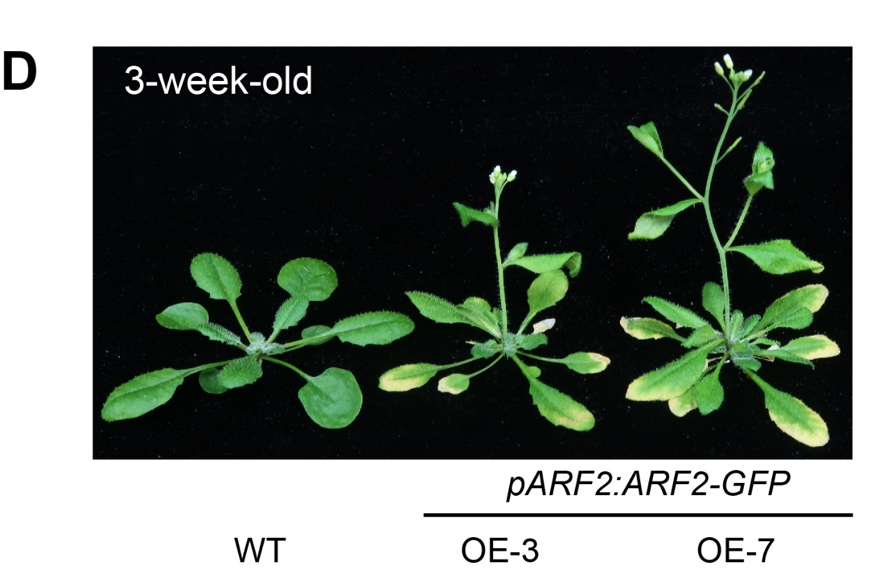 D
3-week-old
pARF2:ARF2-GFP
WT OE-3 OE-7